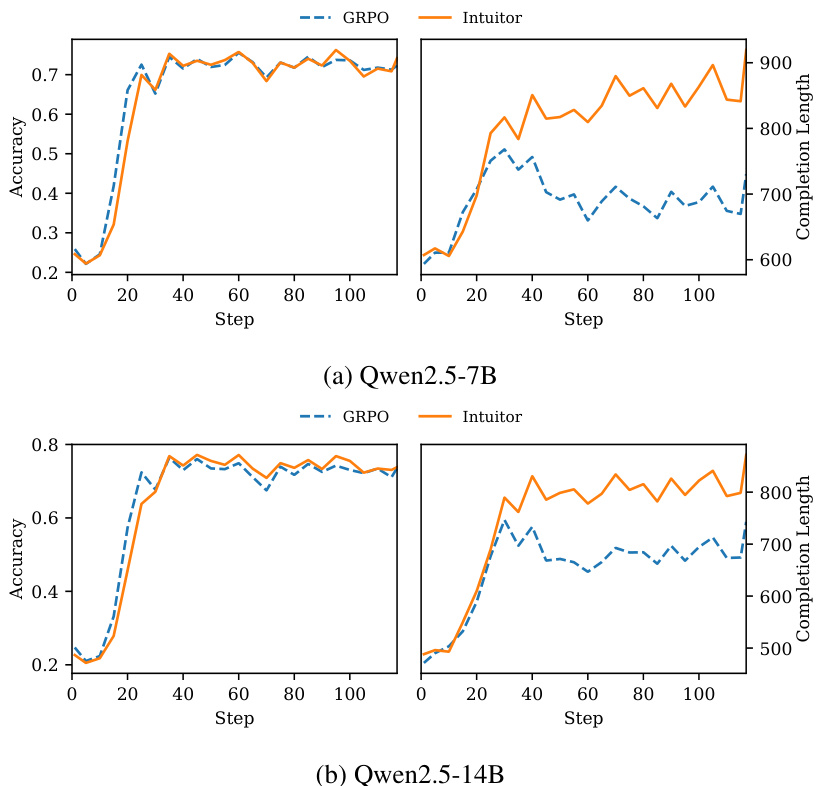 GRPO Intuitor
0.7
0.6
0.5
0.4
0.3
0.2
Accuracy
0 20 40 60 80 100
Step
900
800
700
600
Completion Length
0 20 40 60 80 100
Step
(a) Qwen2.5-7B
GRPO Intuitor
0.8
0.6
0.4
0.2
Accuracy
0 20 40 60 80 100
Step
800
700
600
500
Completion Length
0 20 40 60 80 100
Step
(b) Qwen2.5-14B